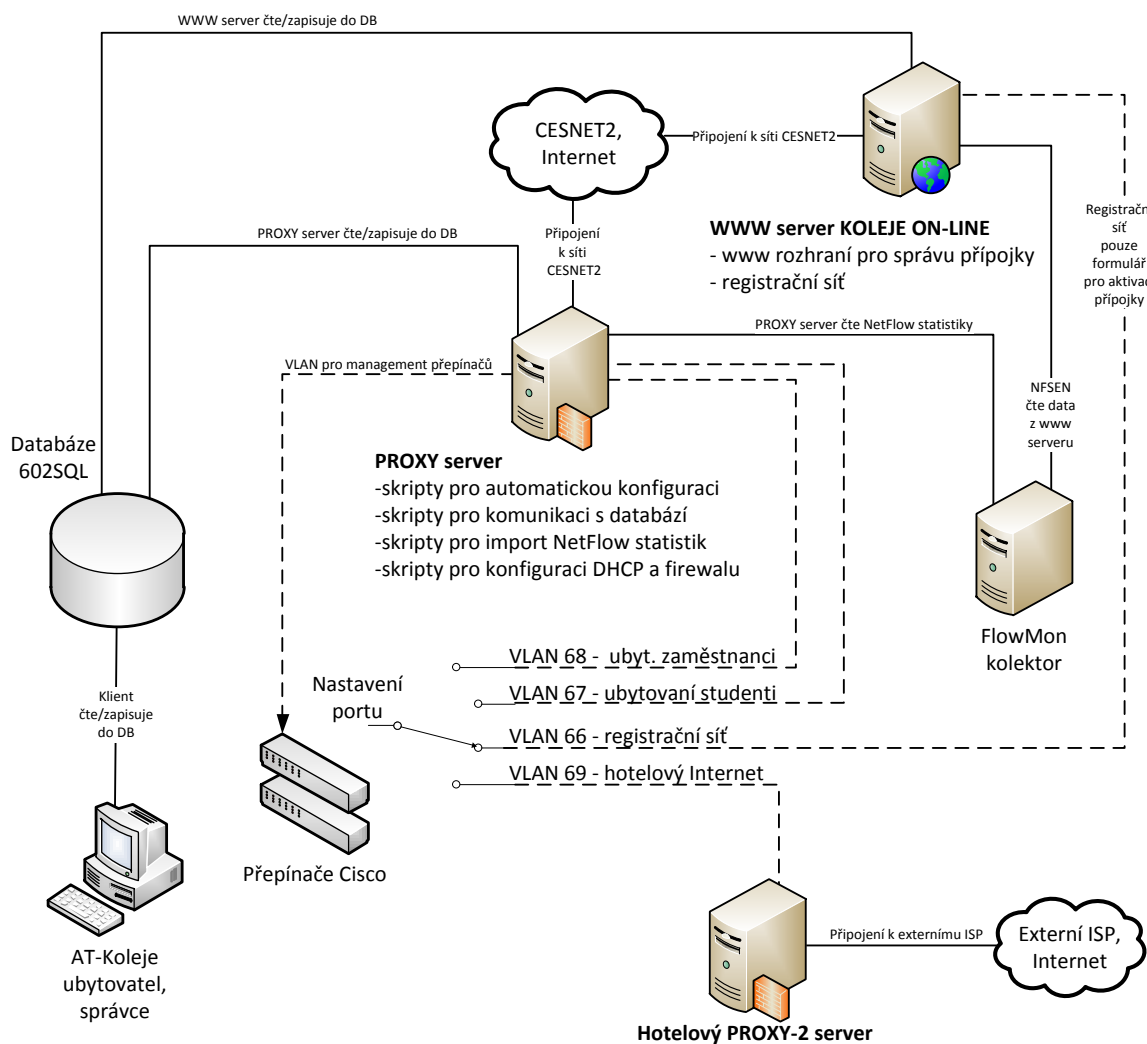 WWW server čte/zapisuje do DB
CESNET2,
Internet
Připojení k síti CESNET2
WWW server KOLEJE ON-LINE
- www rozhraní pro správu přípojky
- registrační síť
Registračn
síť
pouze
formulář
pro aktivac
přípojky
PROXY server čte/zapisuje do DB
Připojení
k síti
CESNET2
PROXY server čte NetFlow statistiky
VLAN pro management přepínačů
NFSEN
čte data
z www
serveru
Databáze
602SQL
PROXY server
-skripty pro automatickou konfiguraci
-skripty pro komunikaci s databází
-skripty pro import NetFlow statistik
-skripty pro konfiguraci DHCP a firewalu
FlowMon
kolektor
Klient
čte/zapisuje
do DB
Nastavení
portu
VLAN 68 - ubyt. zaměstnanci
VLAN 67 - ubytovaní studenti
VLAN 66 - registrační síť
VLAN 69 - hotelový Internet
Přepínače Cisco
AT-Koleje
ubytovatel,
správce
Připojení k externímu ISP
Externí ISP,
Internet
Hotelový PROXY-2 server